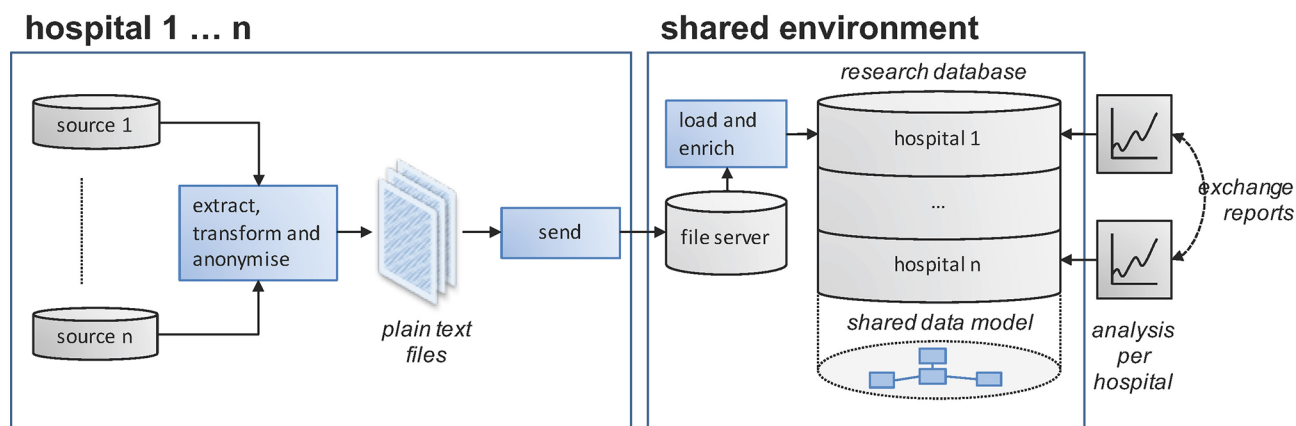 hospital 1 … n
source 1
source n
extract,
transform and
anonymise
plain text
files
send
shared environment
research database
load and
enrich
file server
hospital 1
...
hospital n
shared data model
exchange
reports
analysis
per
hospital